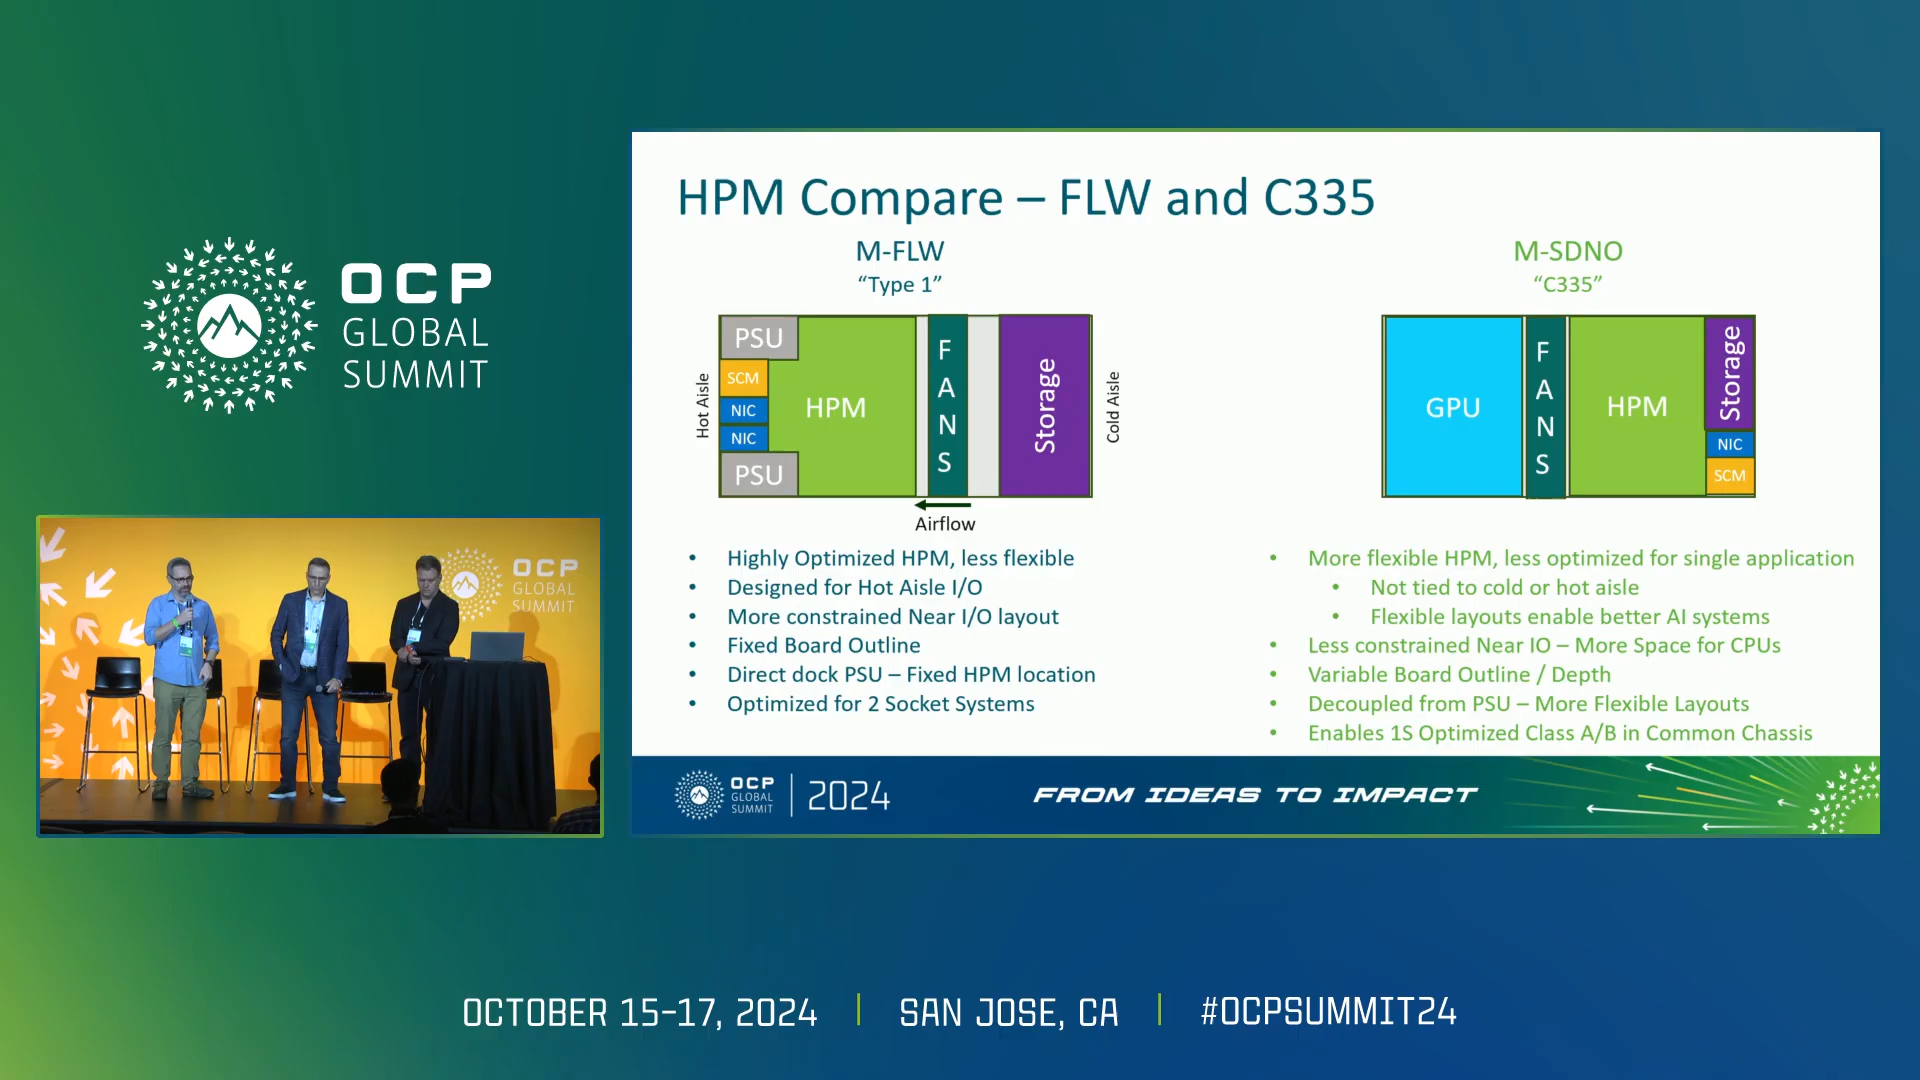 OCP
GLOBAL
SUMMIT
OCP
GLOBAL
SUMMIT
HPM Compare – FLW and C335
M-FLW
“Type 1”
Hot Aisle
PSU
SCM
NIC
NIC
PSU
HPM
FANS
Storage
Cold Aisle
Airflow
• Highly Optimized HPM, less flexible
• Designed for Hot Aisle I/O
• More constrained Near I/O layout
• Fixed Board Outline
• Direct dock PSU – Fixed HPM location
• Optimized for 2 Socket Systems
M-SDNO
“C335”
GPU
FANS
HPM
Storage
NIC
SCM
• More flexible HPM, less optimized for single application
• Not tied to cold or hot aisle
• Flexible layouts enable better AI systems
• Less constrained Near IO – More Space for CPUs
• Variable Board Outline / Depth
• Decoupled from PSU – More Flexible Layouts
• Enables 1S Optimized Class A/B in Common Chassis
OCP
GLOBAL
SUMMIT
2024
FROM IDEAS TO IMPACT
OCTOBER 15-17, 2024 | SAN JOSE, CA | #OCPSUMMIT24